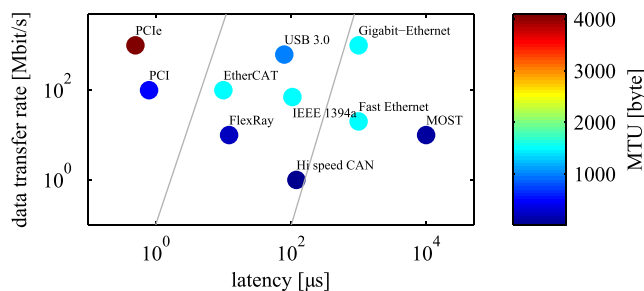 PCIe
USB 3.0
Gigabit−Ethernet
PCI
EtherCAT
IEEE 1394a
Fast Ethernet
FlexRay
MOST
Hi speed CAN
data transfer rate [Mbit/s]
10^2
10^0
10^0
10^2
10^4
latency [µs]
4000
3000
2000
1000
MTU [byte]